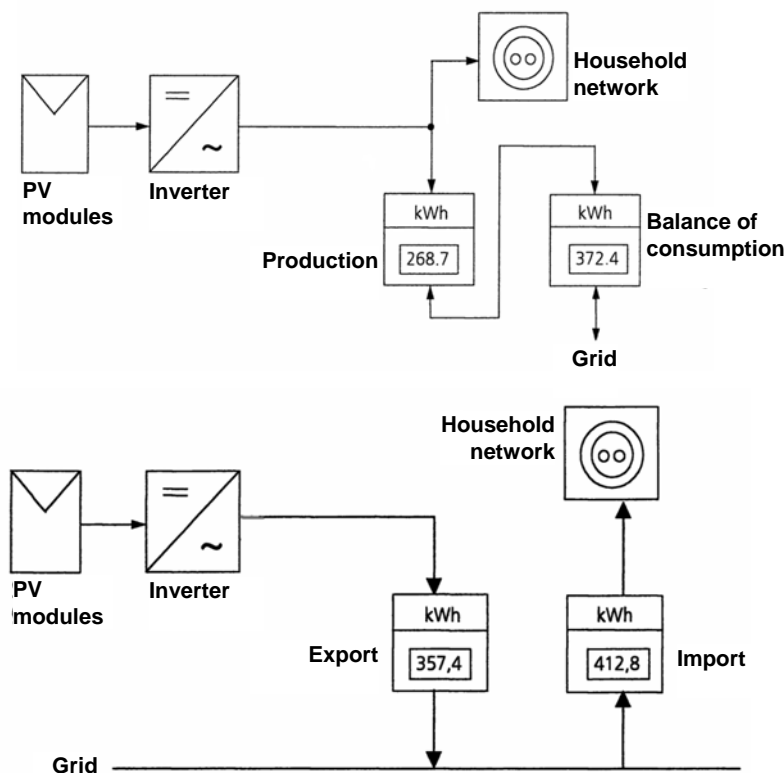 Household
network
PV
modules
Inverter
kWh
268.7
Production
kWh
372.4
Balance of
consumption
Grid
Household
network
PV
modules
Inverter
kWh
357,4
Export
kWh
412,8
Import
Grid